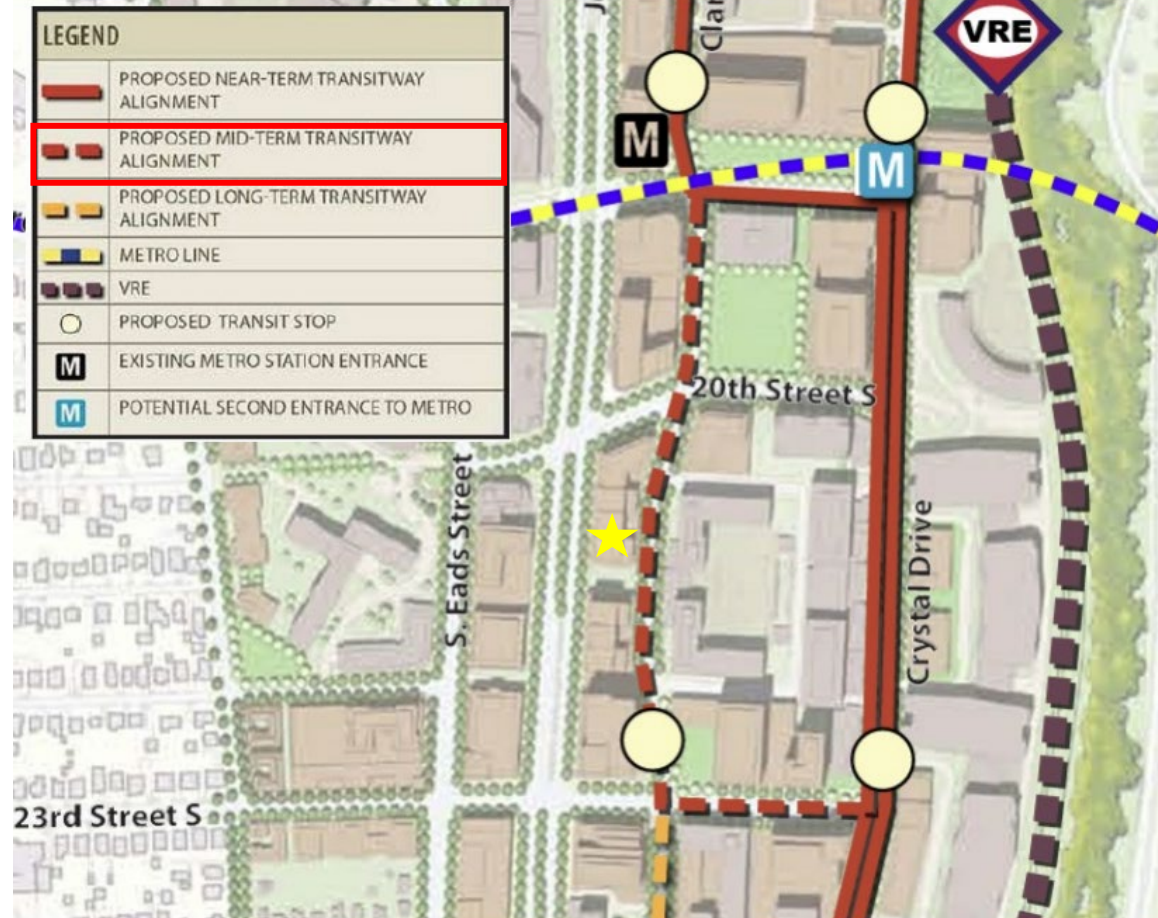 LEGEND
PROPOSED NEAR-TERM TRANSITWAY
ALIGNMENT
PROPOSED MID-TERM TRANSITWAY
ALIGNMENT
PROPOSED LONG-TERM TRANSITWAY
ALIGNMENT
METRO LINE
VRE
PROPOSED TRANSIT STOP
M EXISTING METRO STATION ENTRANCE
M POTENTIAL SECOND ENTRANCE TO METRO
J
Clar
VRE
M
M
20th Street S
S. Eads Street
Crystal Drive
23rd Street S